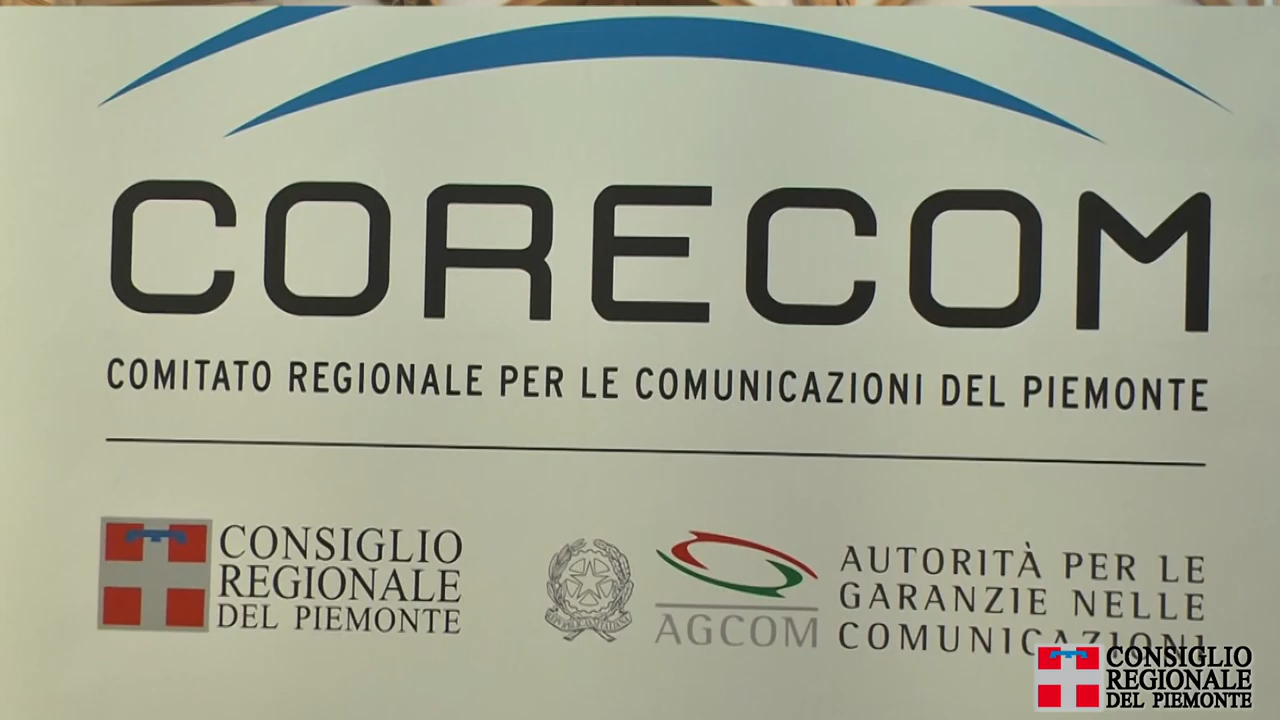 CORECOM
COMITATO REGIONALE PER LE COMUNICAZIONI DEL PIEMONTE
CONSIGLIO
REGIONALE
DEL PIEMONTE
AGCOM
AUTORITÀ PER LE
GARANZIE NELLE
COMUNICAZIONI
CONSIGLIO
REGIONALE
DEL PIEMONTE